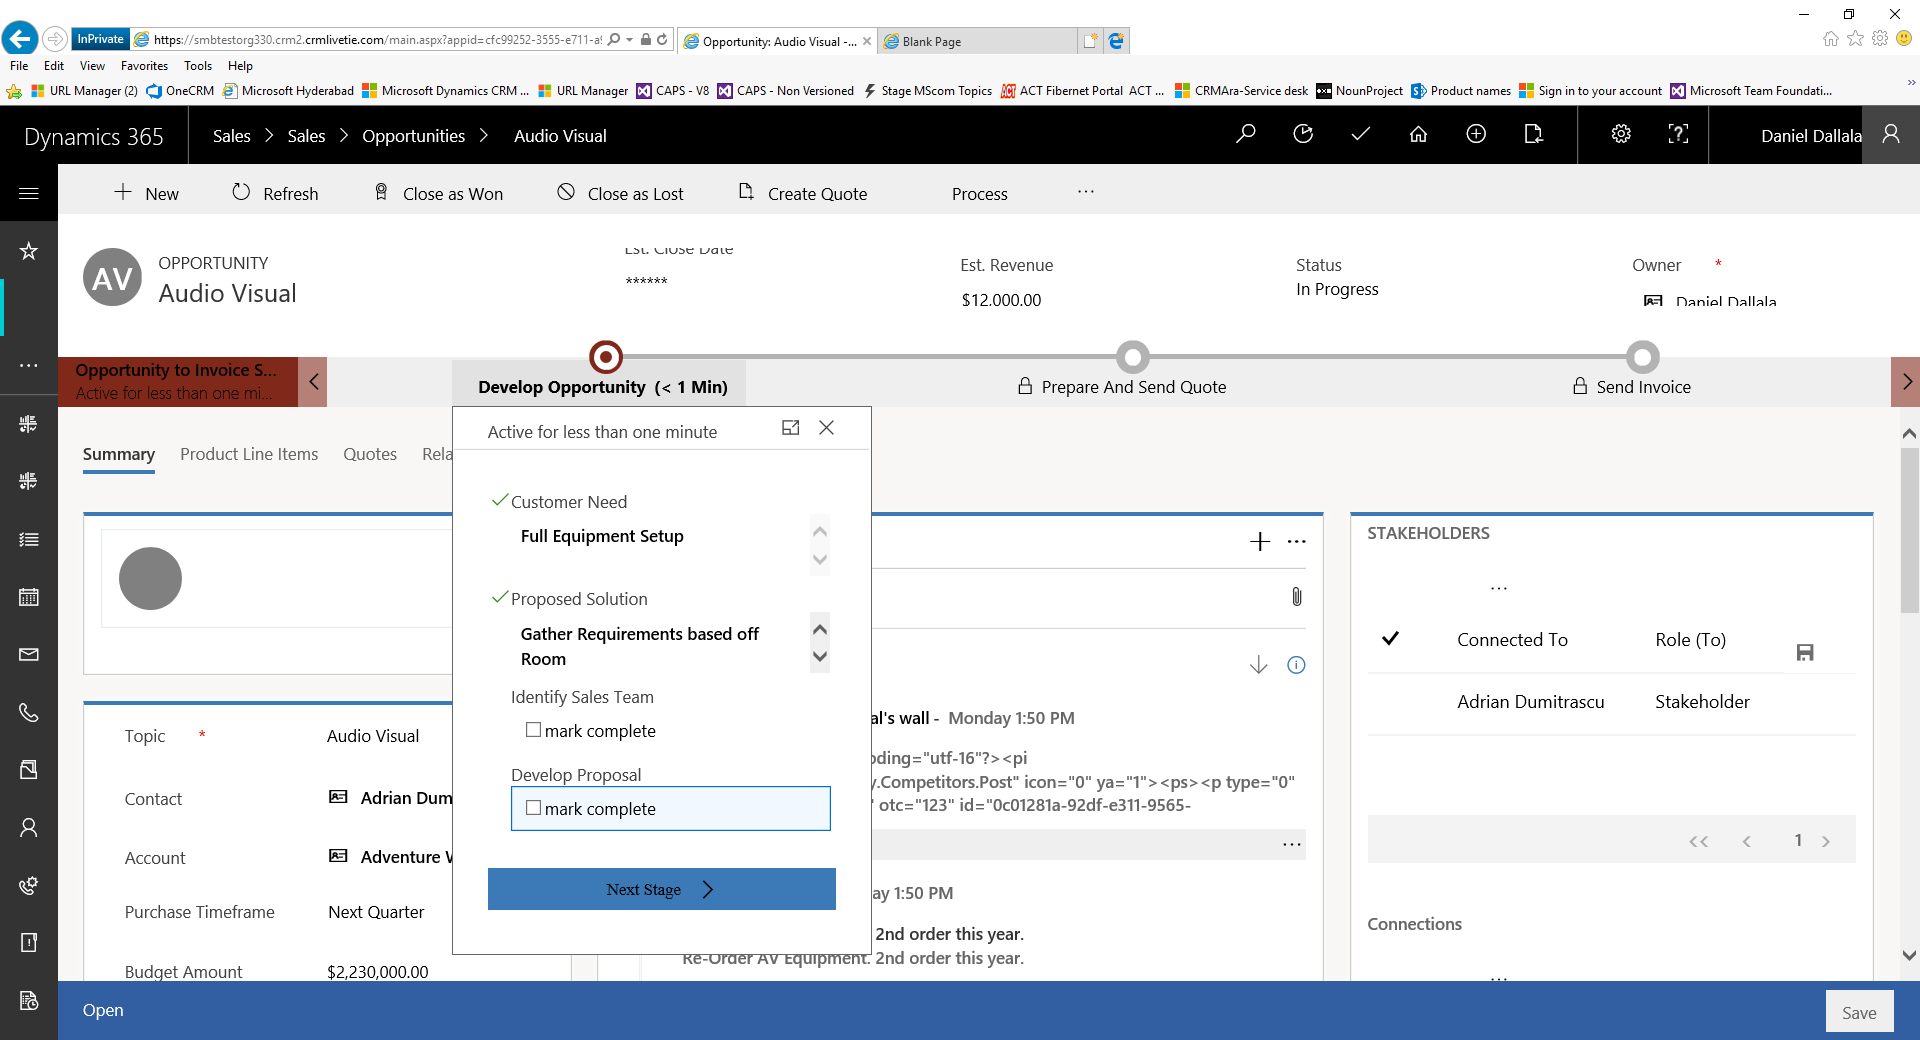 InPrivate https://smbtestorg330.crm2.crmlivetie.com/main.aspx?appid=cfc99252-3555-e711-a Opportunity: Audio Visual -... Blank Page
File Edit View Favorites Tools Help
URL Manager (2) OneCRM Microsoft Hyderabad Microsoft Dynamics CRM ... URL Manager CAPS - V8 CAPS - Non Versioned Stage MScom Topics ACT Fibernet Portal ACT ... CRMAra-Service desk NounProject Product names Sign in to your account Microsoft Team Foundati...
Dynamics 365 Sales > Sales > Opportunities > Audio Visual Daniel Dallala
New Refresh Close as Won Close as Lost Create Quote Process ...
AV
OPPORTUNITY
Audio Visual
Est. Close Date
******
Est. Revenue
$12,000.00
Status
In Progress
Owner *
Daniel Dallala
Opportunity to Invoice S...
Active for less than one mi...
Develop Opportunity (< 1 Min)
Prepare And Send Quote
Send Invoice
Summary Product Line Items Quotes Rela
Active for less than one minute
Customer Need
Full Equipment Setup
Proposed Solution
Gather Requirements based off
Room
Identify Sales Team
mark complete
Develop Proposal
mark complete
Next Stage
Topic * Audio Visual
Contact Adrian Dum
Account Adventure W
Purchase Timeframe Next Quarter
Budget Amount $2,230,000.00
al's wall - Monday 1:50 PM
oding="utf-16"?><pi
y.Competitors.Post" icon="0" ya="1"><ps><p type="0"
" otc="123" id="0c01281a-92df-e311-9565-
...
ay 1:50 PM
2nd order this year.
Re-Order AV Equipment. 2nd order this year.
STAKEHOLDERS
...
Connected To Role (To)
Adrian Dumitrascu Stakeholder
1
Connections
...
Open
Save